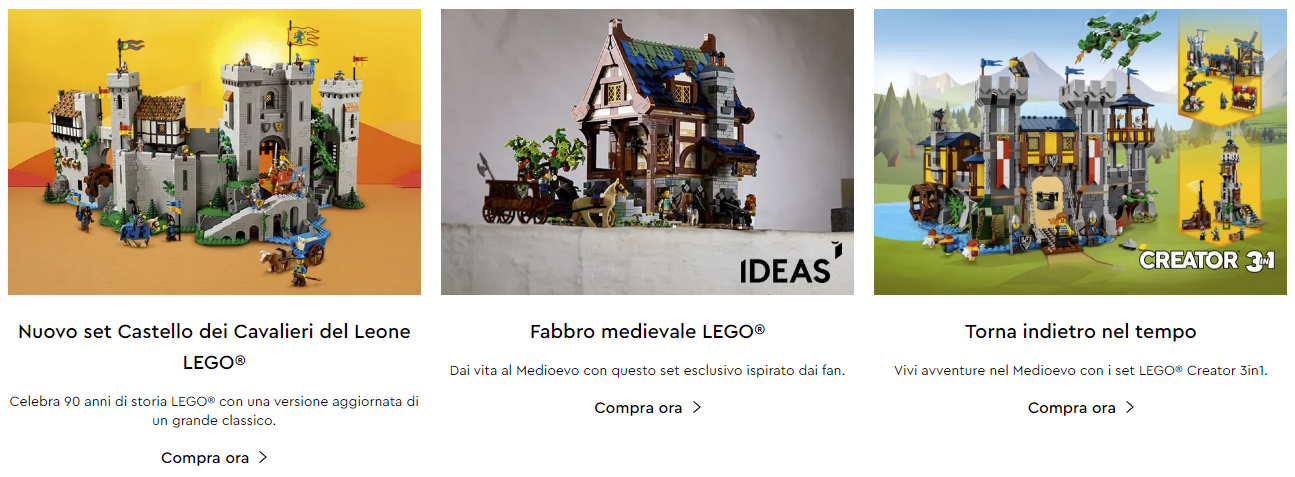 IDEAS
CREATOR 3IN1
Nuovo set Castello dei Cavalieri del Leone
LEGO®
Celebra 90 anni di storia LEGO® con una versione aggiornata di
un grande classico.
Compra ora
Fabbro medievale LEGO®
Dai vita al Medioevo con questo set esclusivo ispirato dai fan.
Compra ora
Torna indietro nel tempo
Vivi avventure nel Medioevo con i set LEGO® Creator 3in1.
Compra ora